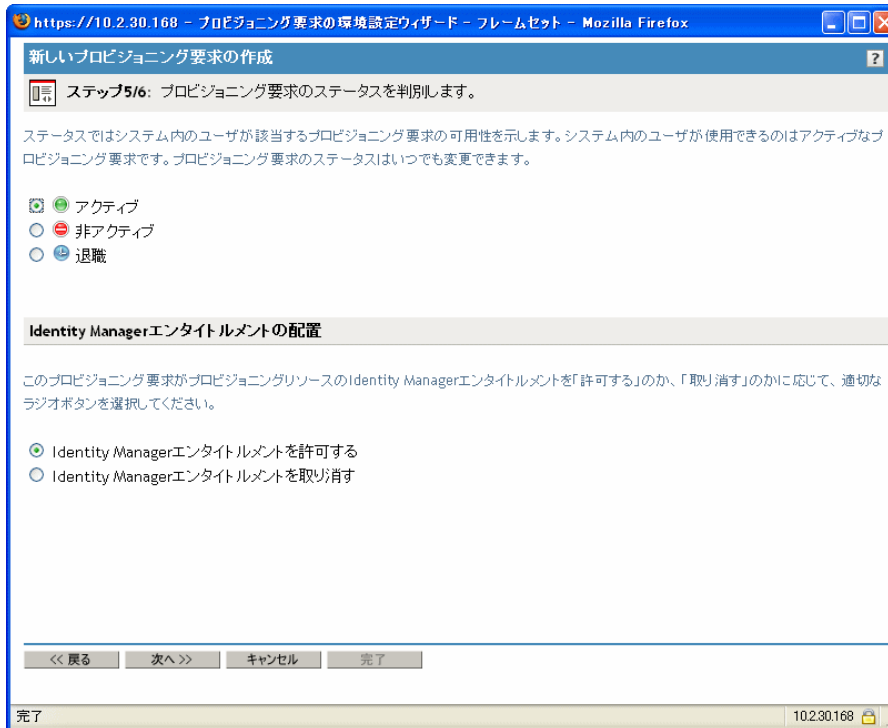 https://10.2.30.168 - プロビジョニング要求の環境設定ウィザード - フレームセット - Mozilla Firefox
新しいプロビジョニング要求の作成
?
ステップ5/6: プロビジョニング要求のステータスを判別します。
ステータスではシステム内のユーザが該当するプロビジョニング要求の可用性を示します。システム内のユーザが使用できるのはアクティブなプ
ロビジョニング要求です。プロビジョニング要求のステータスはいつでも変更できます。
アクティブ
非アクティブ
退職
Identity Managerエンタイトルメントの配置
このプロビジョニング要求がプロビジョニングリソースのIdentity Managerエンタイトルメントを「許可する」のか、「取り消す」のかに応じて、適切な
ラジオボタンを選択してください。
Identity Managerエンタイトルメントを許可する
Identity Managerエンタイトルメントを取り消す
<< 戻る
次へ >>
キャンセル
完了
完了
10.2.30.168